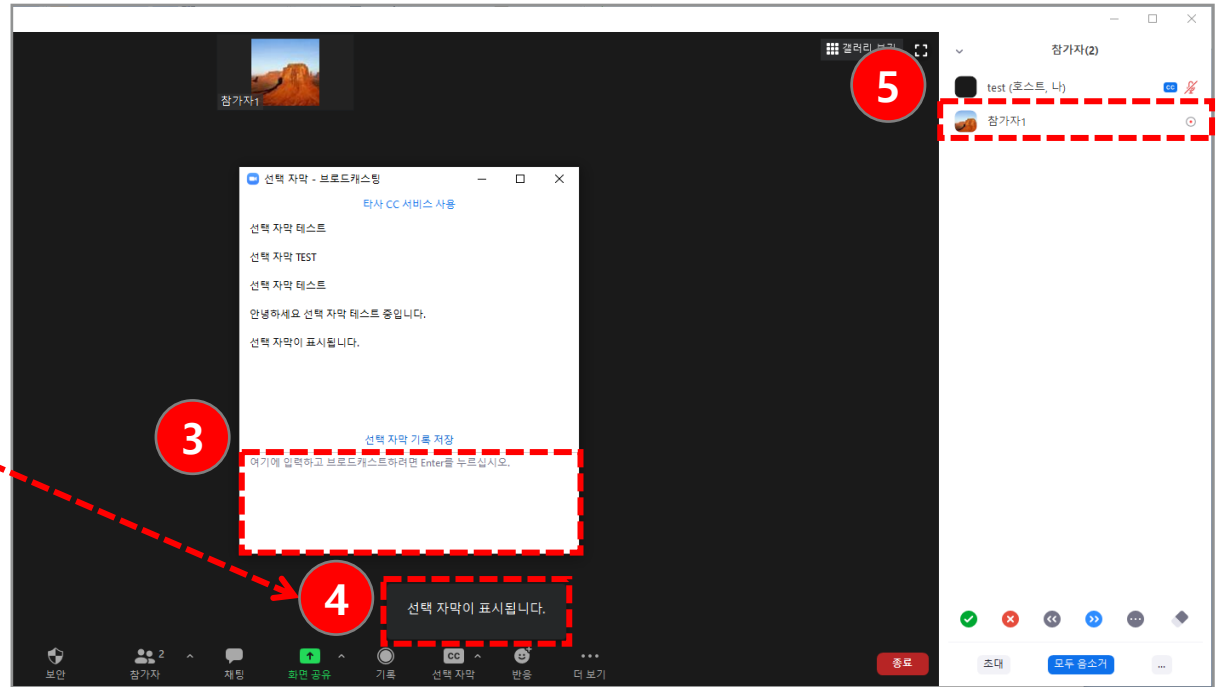 갤러리 보기
5
참가자(2)
참가자1
test (호스트, 나)
CC
참가자1
선택 자막 - 브로드캐스팅
타사 CC 서비스 사용
선택 자막 테스트
선택 자막 TEST
선택 자막 테스트
안녕하세요 선택 자막 테스트 중입니다.
선택 자막이 표시됩니다.
3
선택 자막 기록 저장
여기에 입력하고 브로드캐스트하려면 Enter를 누르십시오.
4
선택 자막이 표시됩니다.
보안
2
참가자
채팅
화면 공유
기록
CC
선택 자막
반응
더 보기
종료
초대
모두 음소거
...